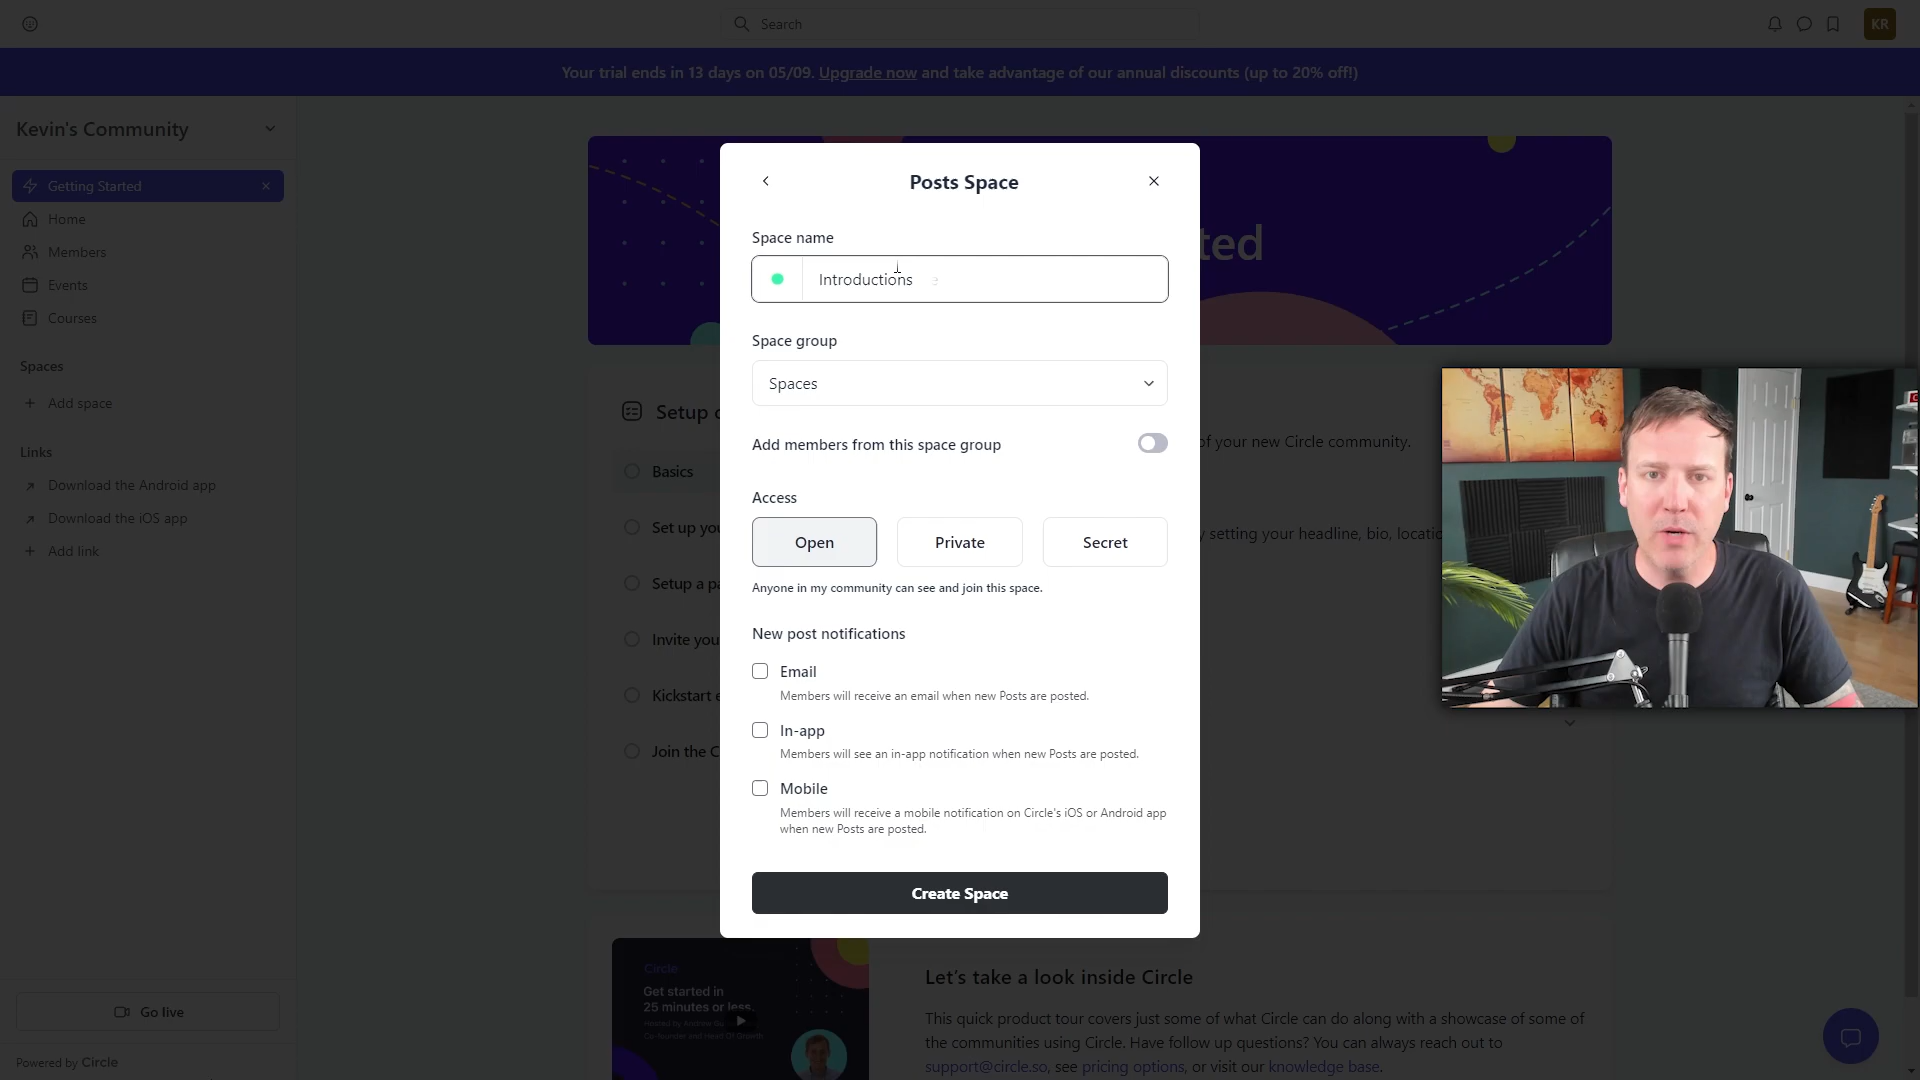 Search
KR
Your trial ends in 13 days on 05/09. Upgrade now and take advantage of our annual discounts (up to 20% off!)
Kevin's Community
Getting Started
Home
Members
Events
Courses
Spaces
Add space
Links
Download the Android app
Download the iOS app
Add link
Go live
Powered by Circle
Posts Space
Space name
Introductions
Space group
Spaces
Add members from this space group
Access
Open
Private
Secret
Anyone in my community can see and join this space.
New post notifications
Email
Members will receive an email when new Posts are posted.
In-app
Members will see an in-app notification when new Posts are posted.
Mobile
Members will receive a mobile notification on Circle's iOS or Android app
when new Posts are posted.
Create Space
ted
Setup
of your new Circle community.
Basics
Set up you
y setting your headline, bio, locatio
Setup a pa
Invite you
Kickstart e
Join the C
Circle
Get started in
25 minutes or less.
Let's take a look inside Circle
This quick product tour covers just some of what Circle can do along with a showcase of some of
the communities using Circle. Have follow up questions? You can always reach out to
support@circle.so, see pricing options, or visit our knowledge base.